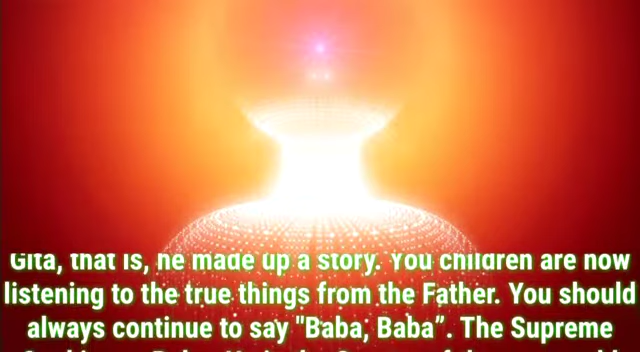 Gita, that is, he made up a story. You children are now
listening to the true things from the Father. You should
always continue to say "Baba, Baba”. The Supreme